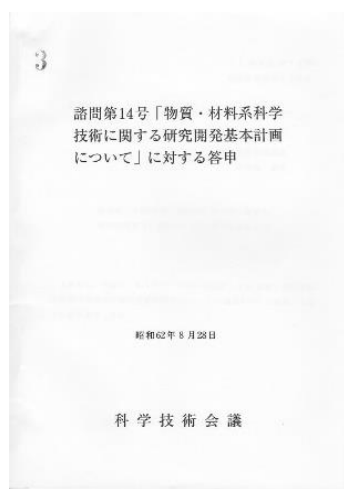 3
諮問第14号「物質・材料系科学
技術に関する研究開発基本計画
について」に対する答申
昭和62年8月28日
科学技術会議